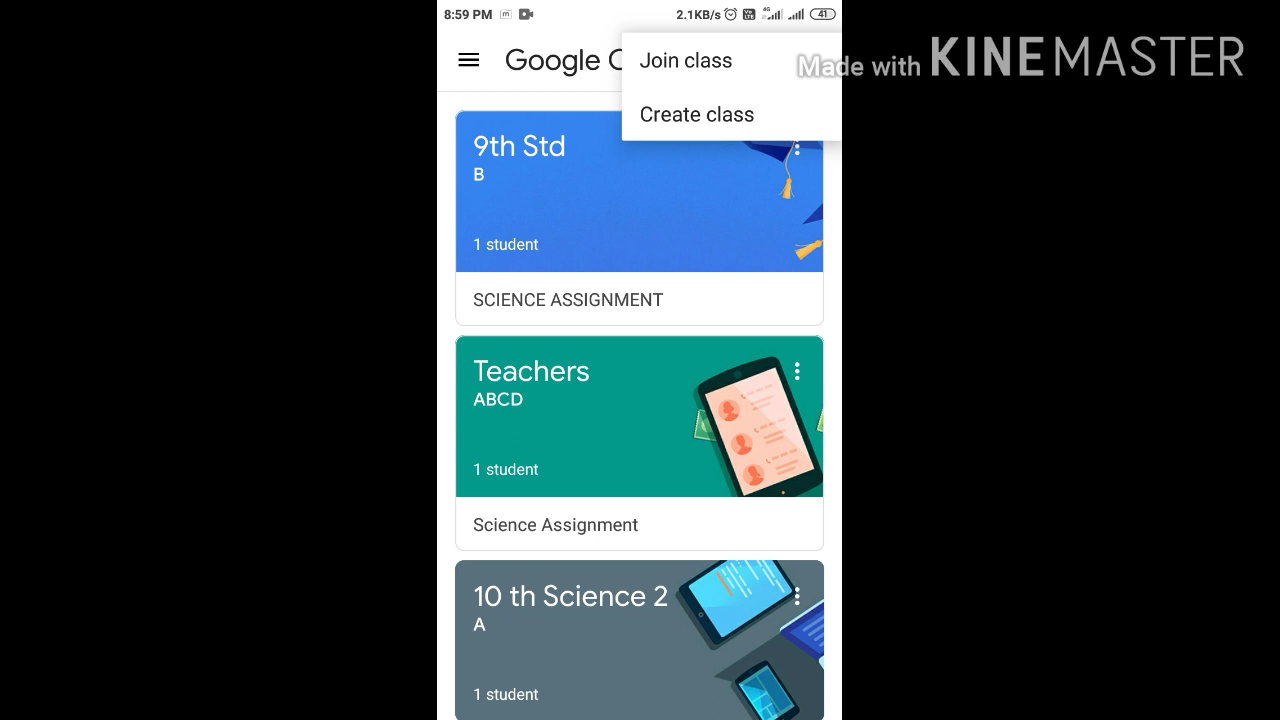 8:59 PM 2.1KB/s 4G 41
Made with KINEMASTER
Google C
Join class
Create class
9th Std
B
1 student
SCIENCE ASSIGNMENT
Teachers
ABCD
1 student
Science Assignment
10 th Science 2
A
1 student